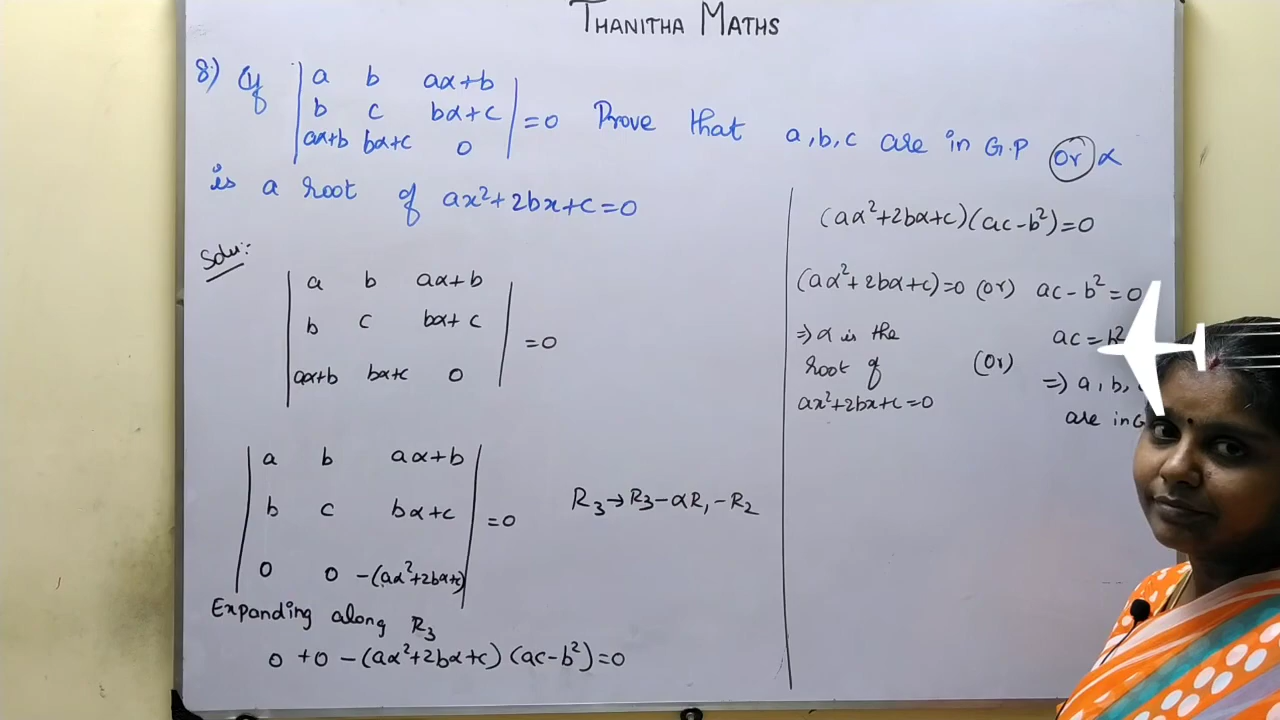 THANITHA MATHS
8) If | a b aα+b |
| b c bα+c | =0 Prove that a,b,c are in G.P (or) α
| aα+b bα+c 0 |
is a root of ax²+2bx+c=0
Solu:-
| a b aα+b |
| b c bα+c | =0
| aα+b bα+c 0 |
| a b aα+b |
| b c bα+c | =0 R₃→R₃-αR₁-R₂
| 0 0 -(aα²+2bα+c) |
Expanding along R₃
0+0-(aα²+2bα+c)(ac-b²)=0
(aα²+2bα+c)(ac-b²)=0
(aα²+2bα+c)=0 (or) ac-b²=0
⇒α is the ac=b²
root of (or) ⇒ a, b,
ax²+2bx+c=0 are in G